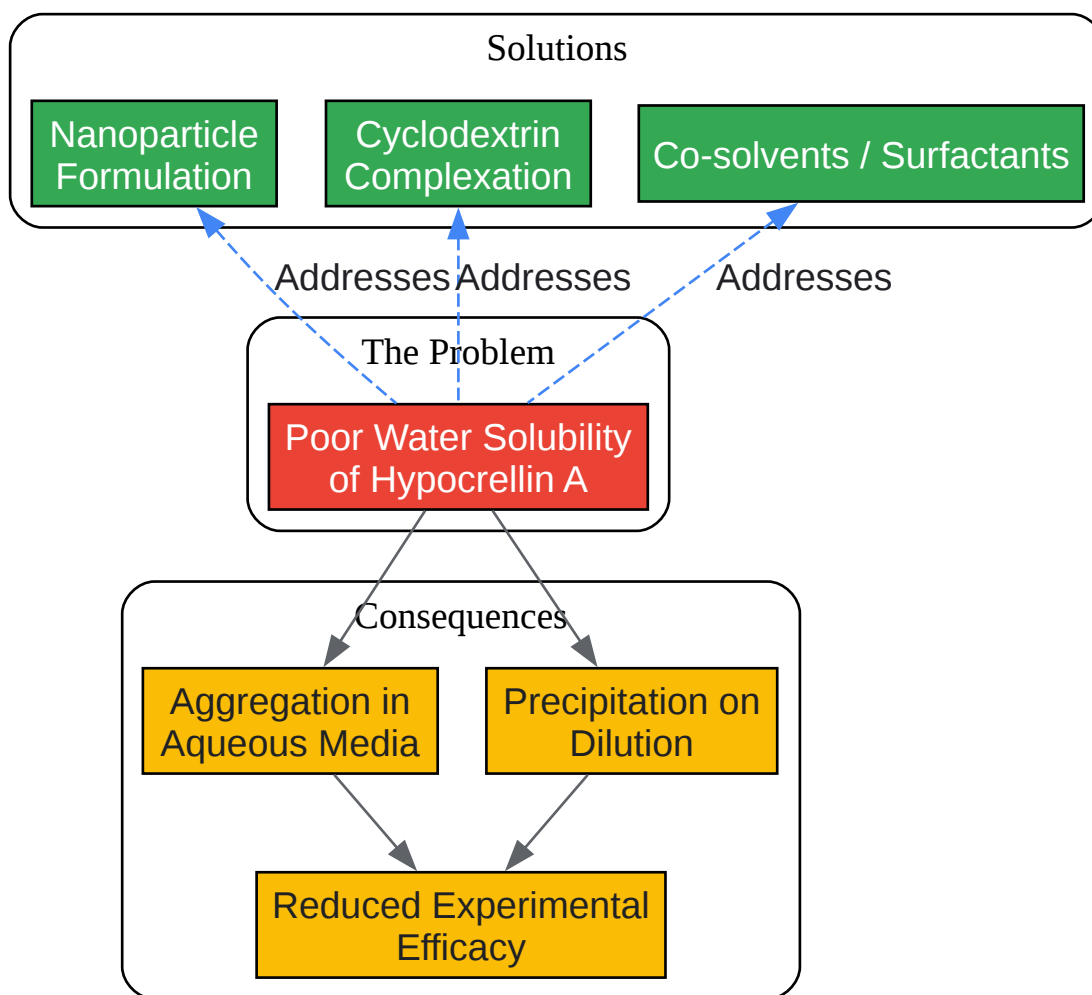 Solutions
Nanoparticle
Formulation
Cyclodextrin
Complexation
Co-solvents / Surfactants
Addresses
Addresses
Addresses
The Problem
Poor Water Solubility
of Hypocrellin A
Consequences
Aggregation in
Aqueous Media
Precipitation on
Dilution
Reduced Experimental
Efficacy